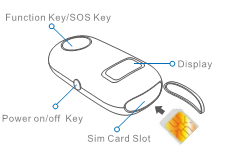 Function Key/SOS Key
Display
Power on/off Key
Sim Card Slot